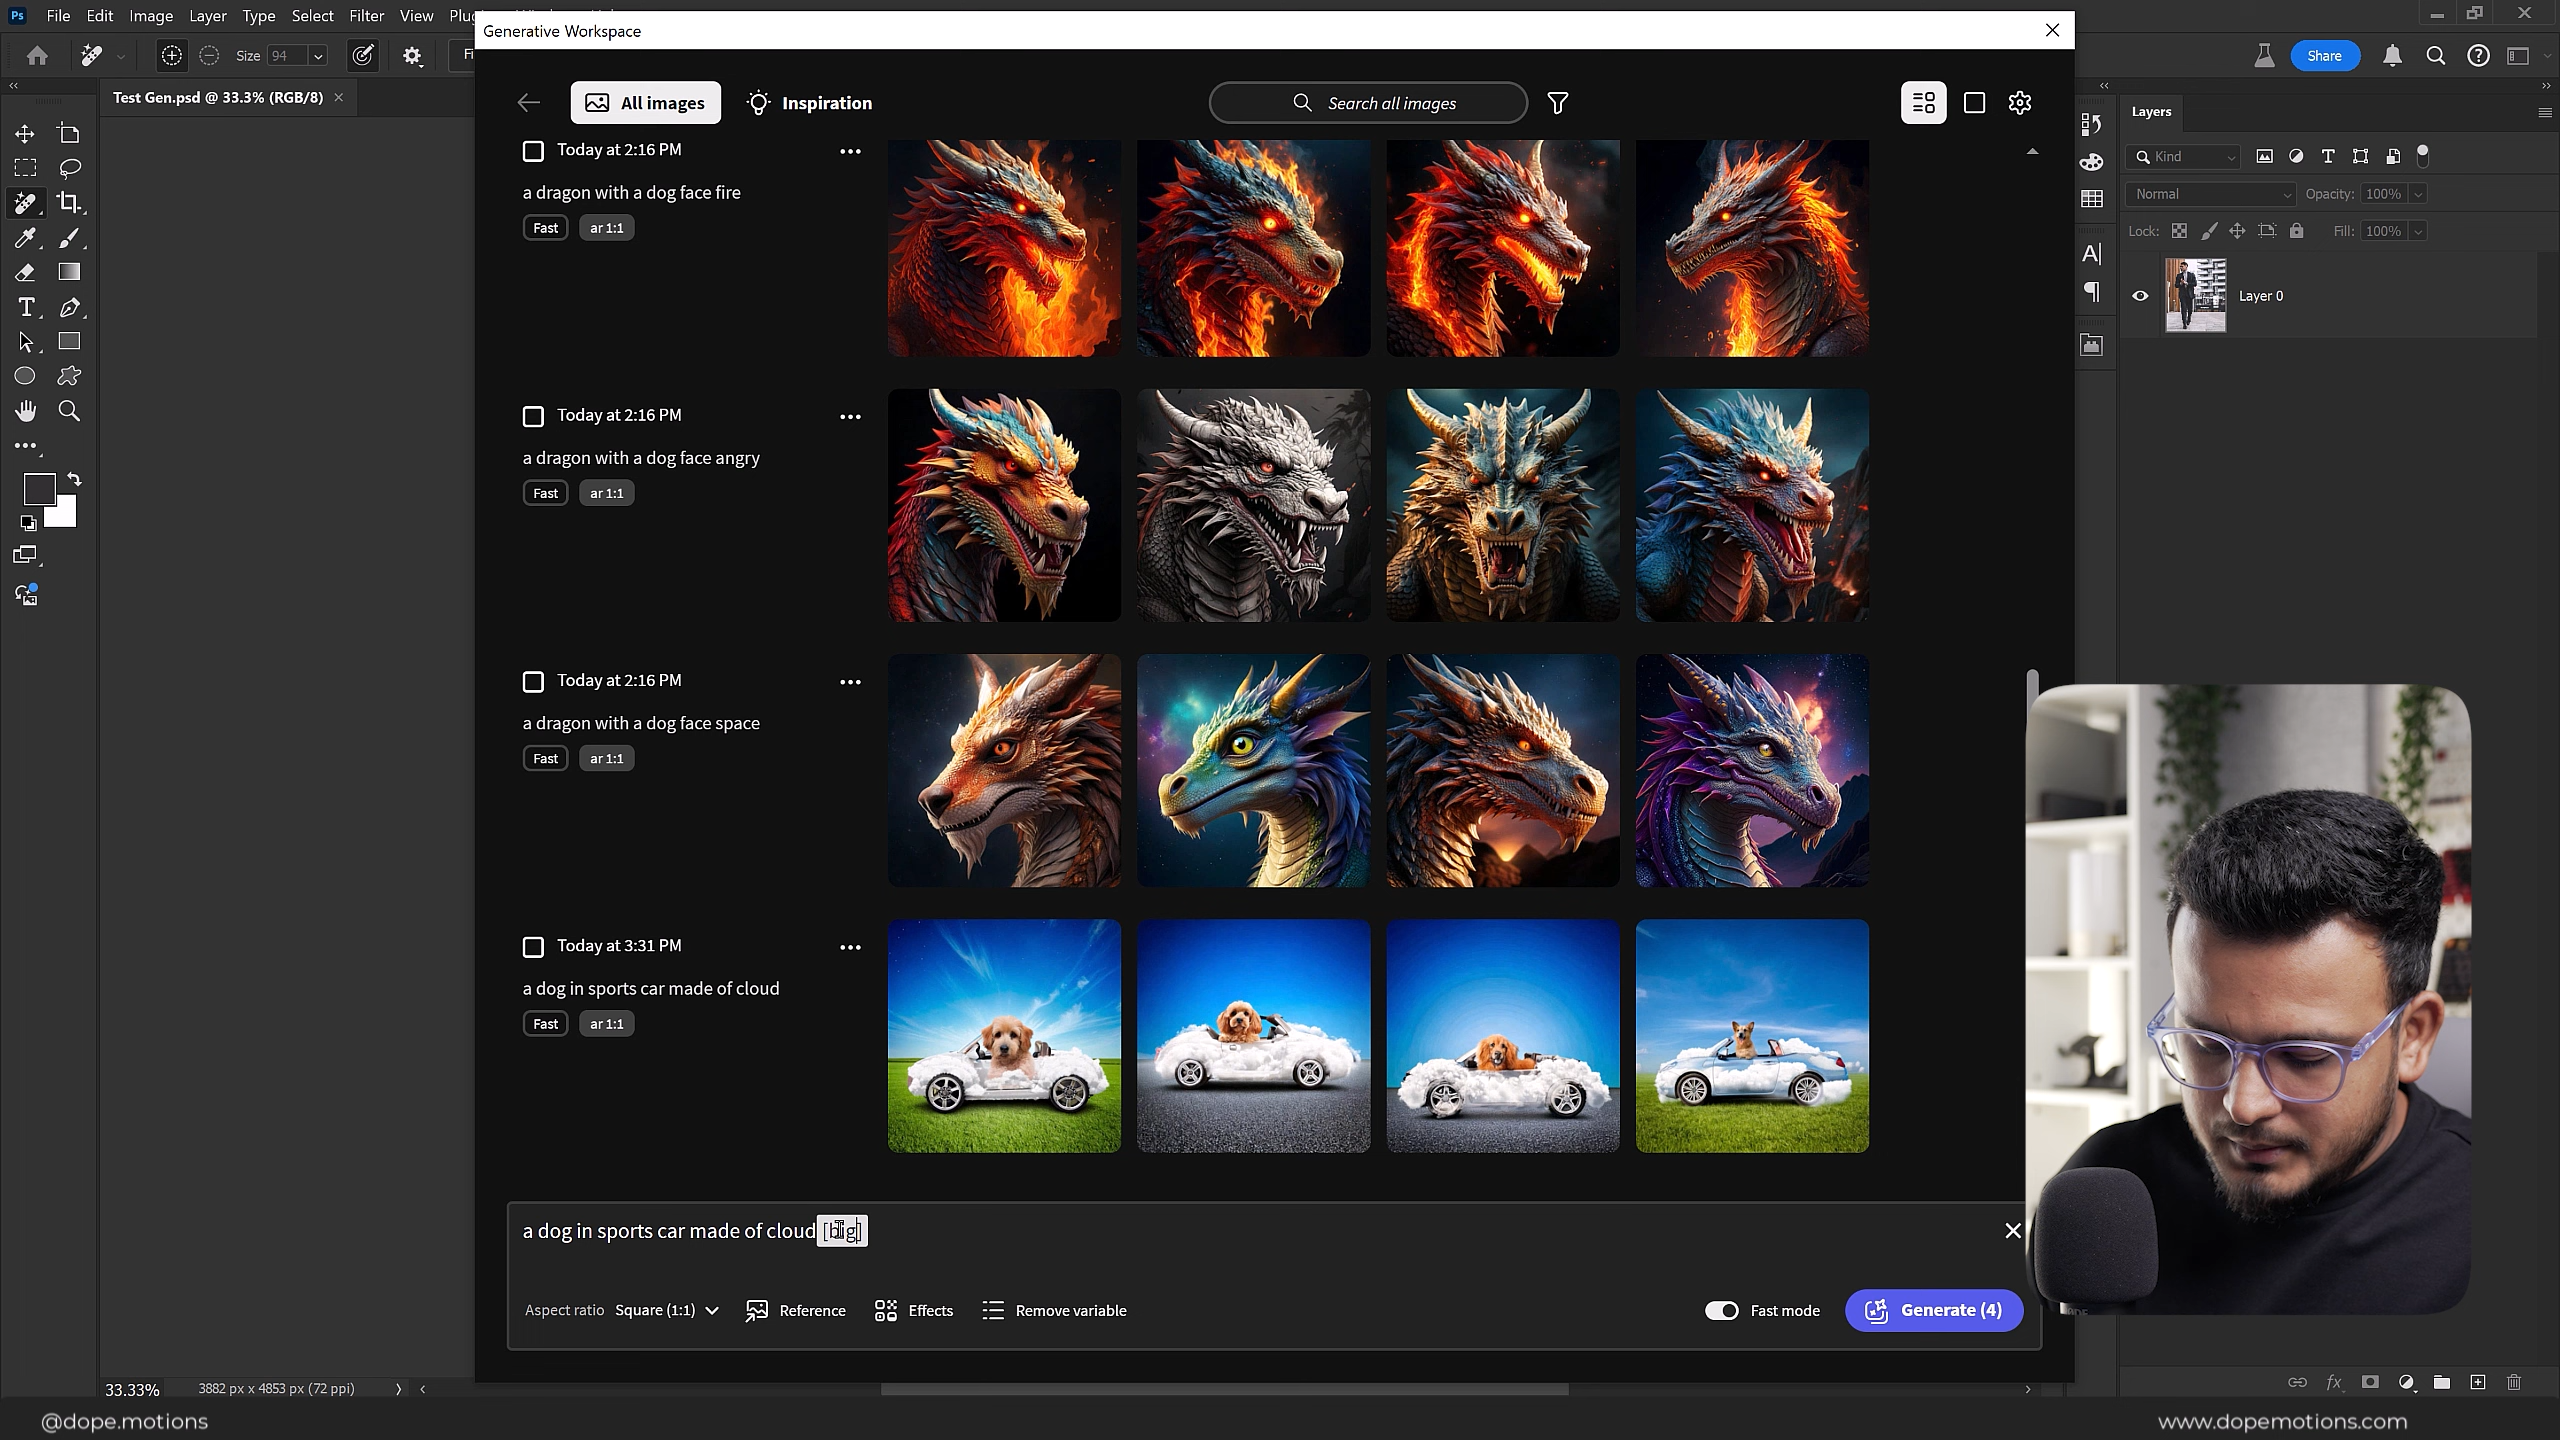 Ps File Edit Image Layer Type Select Filter View
Generative Workspace
Size 94
Share
Test Gen.psd @ 33.3% (RGB/8)
All images
Inspiration
Search all images
Layers
Kind
Normal
Opacity: 100%
Lock:
Fill: 100%
Layer 0
Today at 2:16 PM
a dragon with a dog face fire
Fast
ar 1:1
Today at 2:16 PM
a dragon with a dog face angry
Fast
ar 1:1
Today at 2:16 PM
a dragon with a dog face space
Fast
ar 1:1
Today at 3:31 PM
a dog in sports car made of cloud
Fast
ar 1:1
a dog in sports car made of cloud [big]
Aspect ratio Square (1:1)
Reference
Effects
Remove variable
Fast mode
Generate (4)
33.33%
3882 px x 4853 px (72 ppi)
@dope.motions
www.dopemotions.com